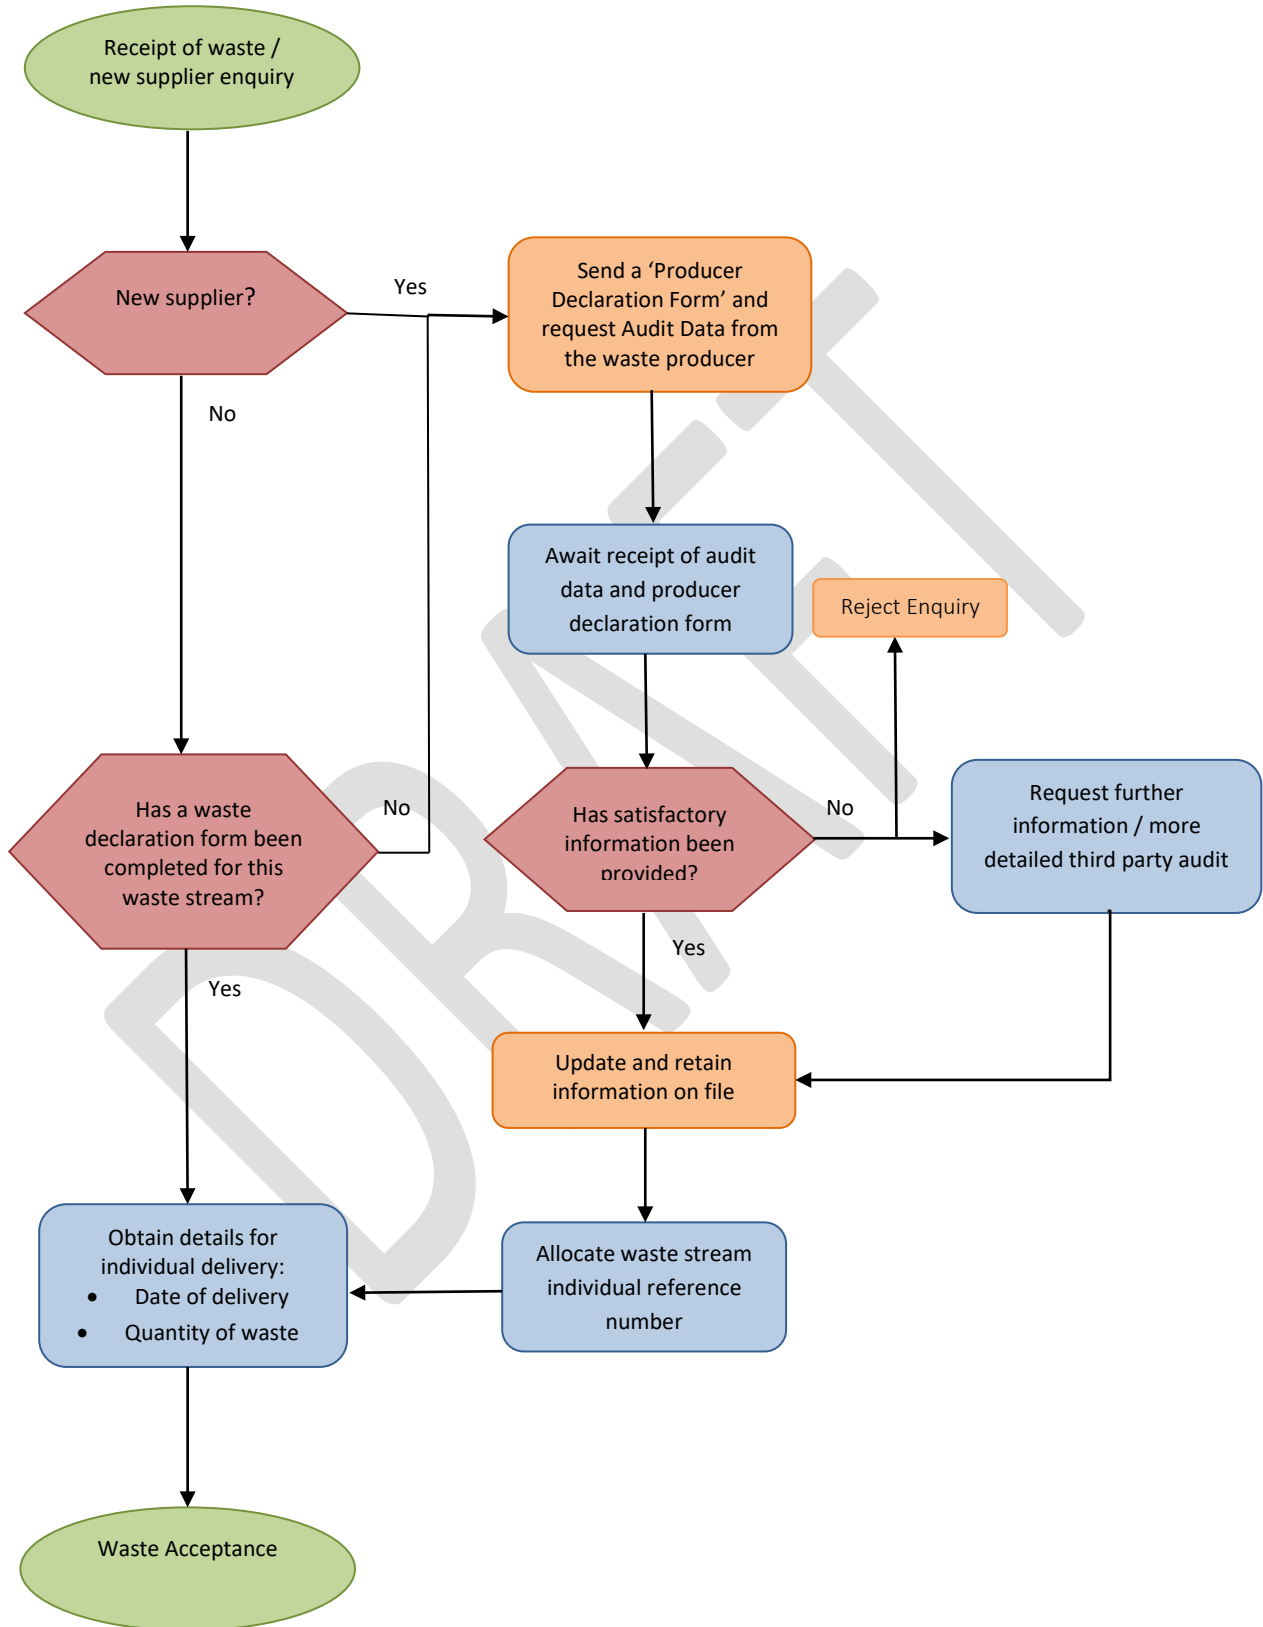 Receipt of waste /
new supplier enquiry
New supplier?
Yes
Send a ‘Producer
Declaration Form’ and
request Audit Data from
the waste producer
No
Await receipt of audit
data and producer
declaration form
Reject Enquiry
Has a waste
declaration form been
completed for this
waste stream?
No
Has satisfactory
information been
provided?
No
Request further
information / more
detailed third party audit
Yes
Yes
Update and retain
information on file
Obtain details for
individual delivery:
• Date of delivery
• Quantity of waste
Allocate waste stream
individual reference
number
Waste Acceptance
DRAFT